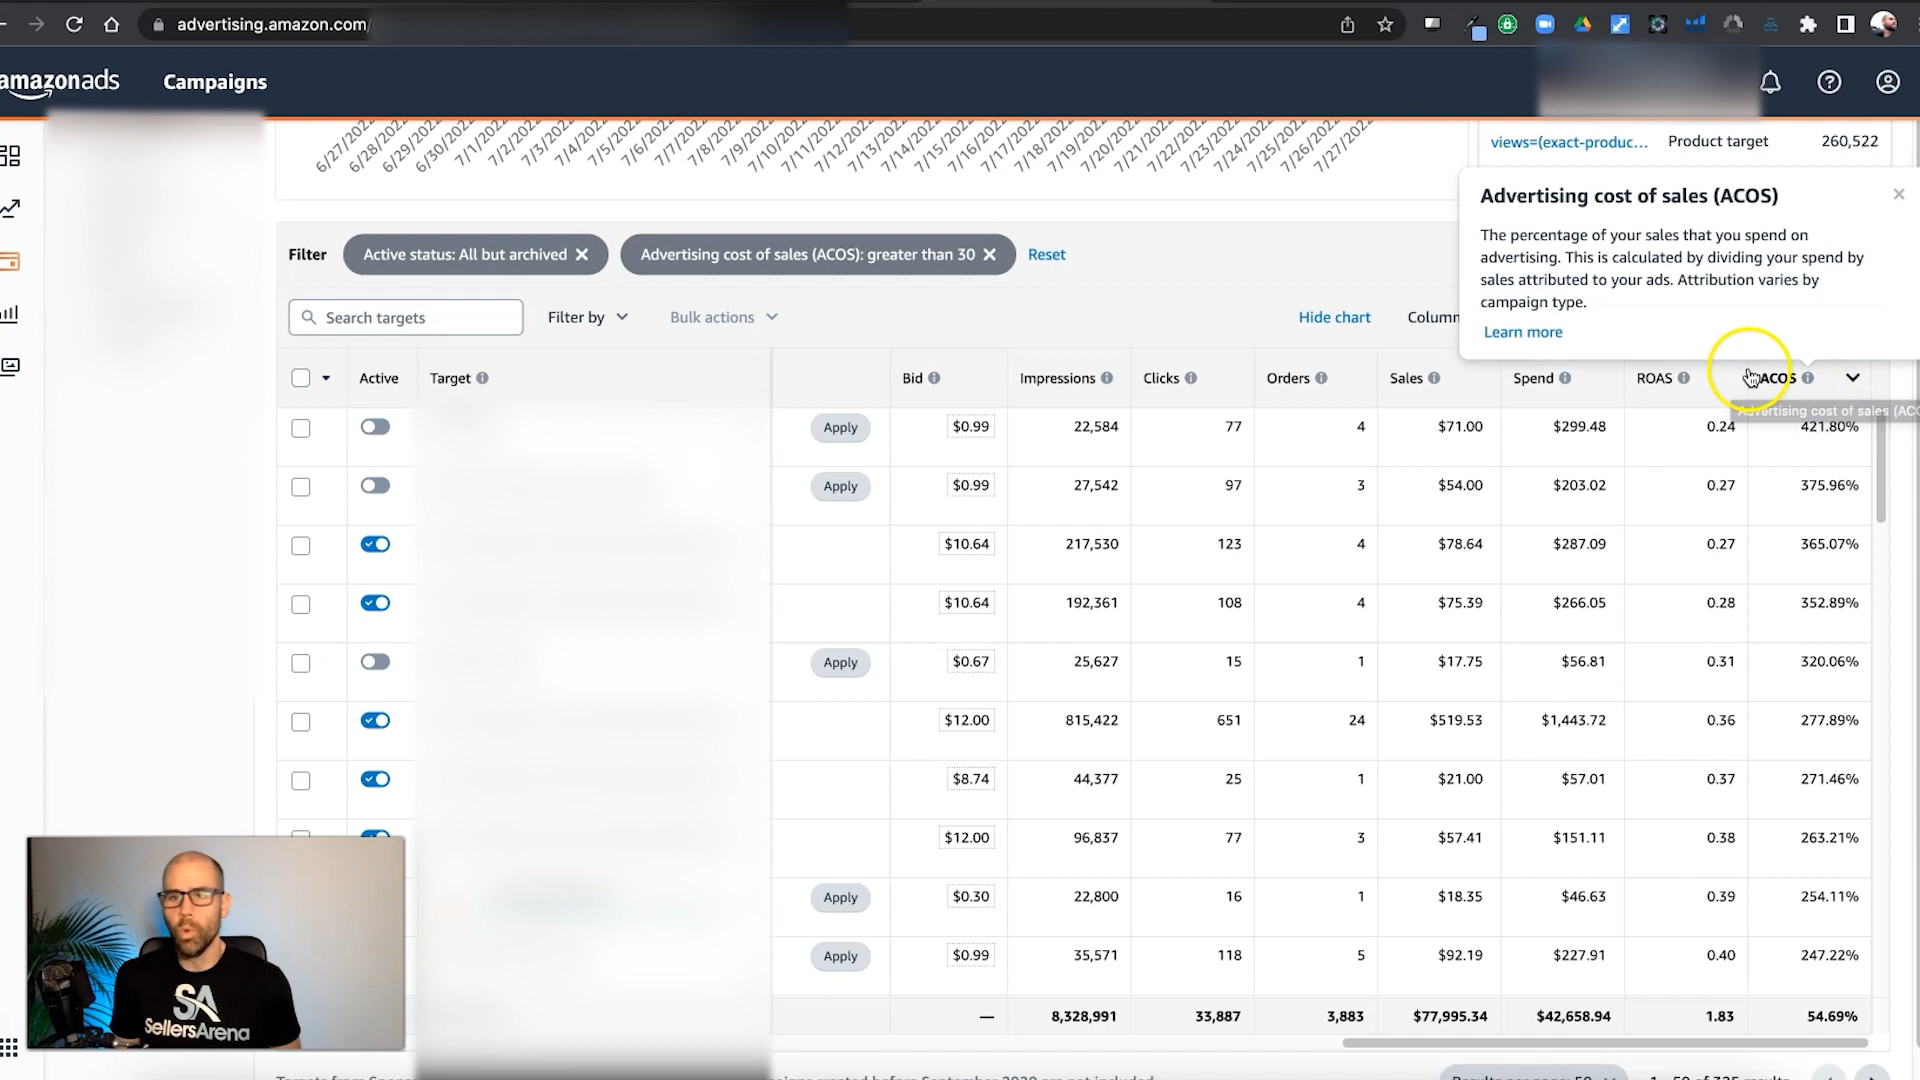 advertising.amazon.com/
amazonads Campaigns
6/27/2022 6/28/2022 6/29/2022 6/30/2022 7/1/2022 7/2/2022 7/3/2022 7/4/2022 7/5/2022 7/6/2022 7/7/2022 7/8/2022 7/9/2022 7/10/2022 7/11/2022 7/12/2022 7/13/2022 7/14/2022 7/15/2022 7/16/2022 7/17/2022 7/18/2022 7/19/2022 7/20/2022 7/21/2022 7/22/2022 7/23/2022 7/24/2022 7/25/2022 7/26/2022 7/27/2022
views=(exact-produc... Product target 260,522
Advertising cost of sales (ACOS)
The percentage of your sales that you spend on
advertising. This is calculated by dividing your spend by
sales attributed to your ads. Attribution varies by
campaign type.
Learn more
Filter Active status: All but archived Advertising cost of sales (ACOS): greater than 30 Reset
Search targets Filter by Bulk actions Hide chart Column
Active Target Bid Impressions Clicks Orders Sales Spend ROAS ACOS
Advertising cost of sales (ACO
Apply $0.99 22,584 77 4 $71.00 $299.48 0.24 421.80%
Apply $0.99 27,542 97 3 $54.00 $203.02 0.27 375.96%
$10.64 217,530 123 4 $78.64 $287.09 0.27 365.07%
$10.64 192,361 108 4 $75.39 $266.05 0.28 352.89%
Apply $0.67 25,627 15 1 $17.75 $56.81 0.31 320.06%
$12.00 815,422 651 24 $519.53 $1,443.72 0.36 277.89%
$8.74 44,377 25 1 $21.00 $57.01 0.37 271.46%
$12.00 96,837 77 3 $57.41 $151.11 0.38 263.21%
Apply $0.30 22,800 16 1 $18.35 $46.63 0.39 254.11%
Apply $0.99 35,571 118 5 $92.19 $227.91 0.40 247.22%
— 8,328,991 33,887 3,883 $77,995.34 $42,658.94 1.83 54.69%
SA
SellersArena